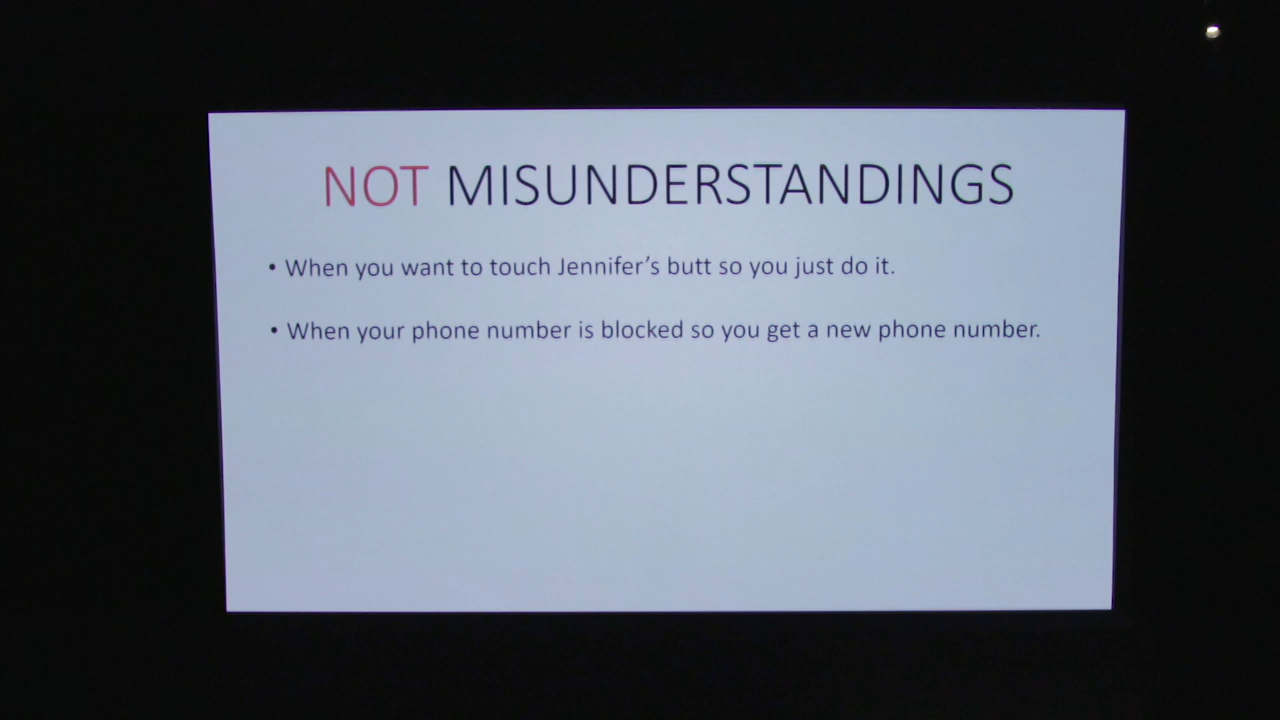 NOT MISUNDERSTANDINGS
• When you want to touch Jennifer’s butt so you just do it.
• When your phone number is blocked so you get a new phone number.